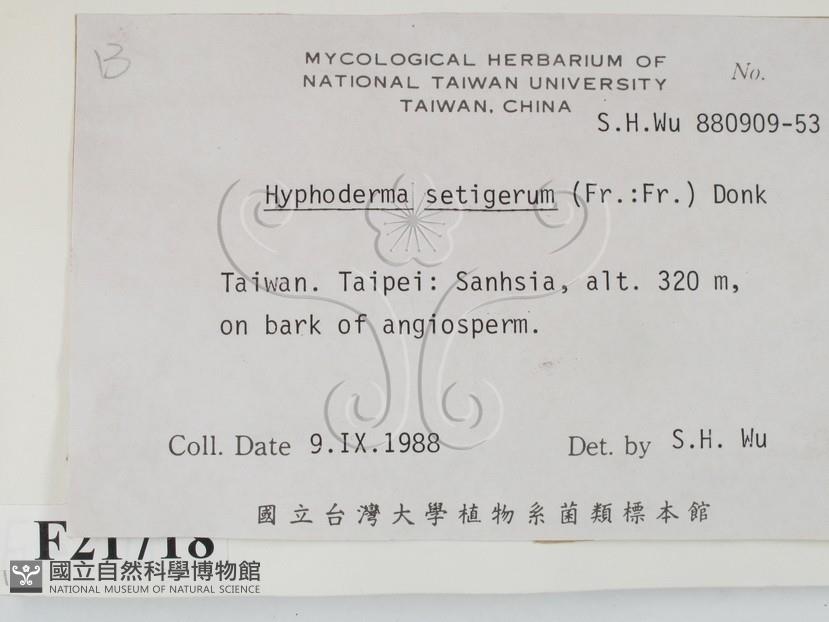 B
MYCOLOGICAL HERBARIUM OF
NATIONAL TAIWAN UNIVERSITY
TAIWAN, CHINA
No.
S.H.Wu 880909-53
Hyphoderma setigerum (Fr.:Fr.) Donk
Taiwan. Taipei: Sanhsia, alt. 320 m,
on bark of angiosperm.
Coll. Date 9.IX.1988 Det. by S.H. Wu
國立台灣大學植物系菌類標本館
F21718
國立自然科學博物館
NATIONAL MUSEUM OF NATURAL SCIENCE